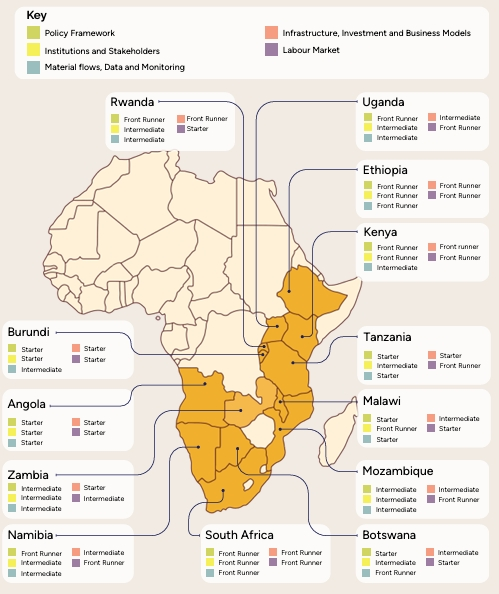 Key
Policy Framework
Infrastructure, Investment and Business Models
Institutions and Stakeholders
Labour Market
Material flows, Data and Monitoring
Rwanda
Front Runner Front Runner
Intermediate Starter
Intermediate
Uganda
Front Runner Intermediate
Intermediate Front Runner
Intermediate
Ethiopia
Front Runner Front Runner
Front Runner Front Runner
Front Runner
Kenya
Front Runner Front runner
Front Runner Front Runner
Intermediate
Burundi
Starter Starter
Starter Starter
Intermediate
Tanzania
Starter Starter
Intermediate Front Runner
Starter
Angola
Starter Starter
Starter Starter
Starter
Malawi
Starter Intermediate
Front Runner Starter
Starter
Zambia
Intermediate Starter
Intermediate Intermediate
Intermediate
Mozambique
Intermediate Intermediate
Intermediate Front Runner
Intermediate
Namibia
Front Runner Intermediate
Intermediate Front Runner
Intermediate
South Africa
Front Runner Front Runner
Front Runner Front Runner
Front Runner
Botswana
Starter Intermediate
Intermediate Starter
Front Runner